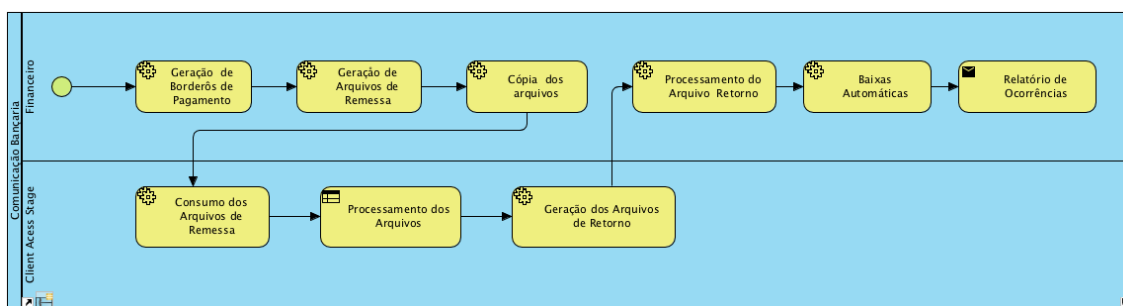 Comunicação Bançaria
Financeiro
Geração de
Borderôs de
Pagamento
Geração de
Arquivos de
Remessa
Cópia dos
arquivos
Processamento do
Arquivo Retorno
Baixas
Automáticas
Relatório de
Ocorrências
Client Acess Stage
Consumo dos
Arquivos de
Remessa
Processamento dos
Arquivos
Geração dos Arquivos
de Retorno